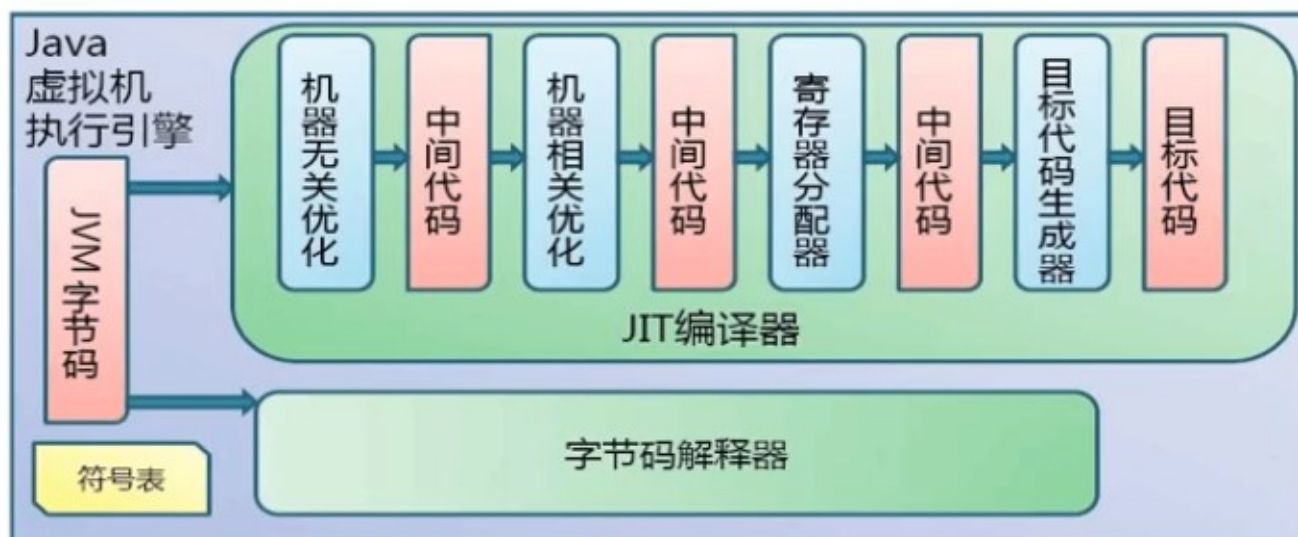 Java
虚拟机
执行引擎
JVM字节码
机器无关优化
中间代码
机器相关优化
中间代码
寄存器分配器
中间代码
目标代码生成器
目标代码
JIT编译器
字节码解释器
符号表